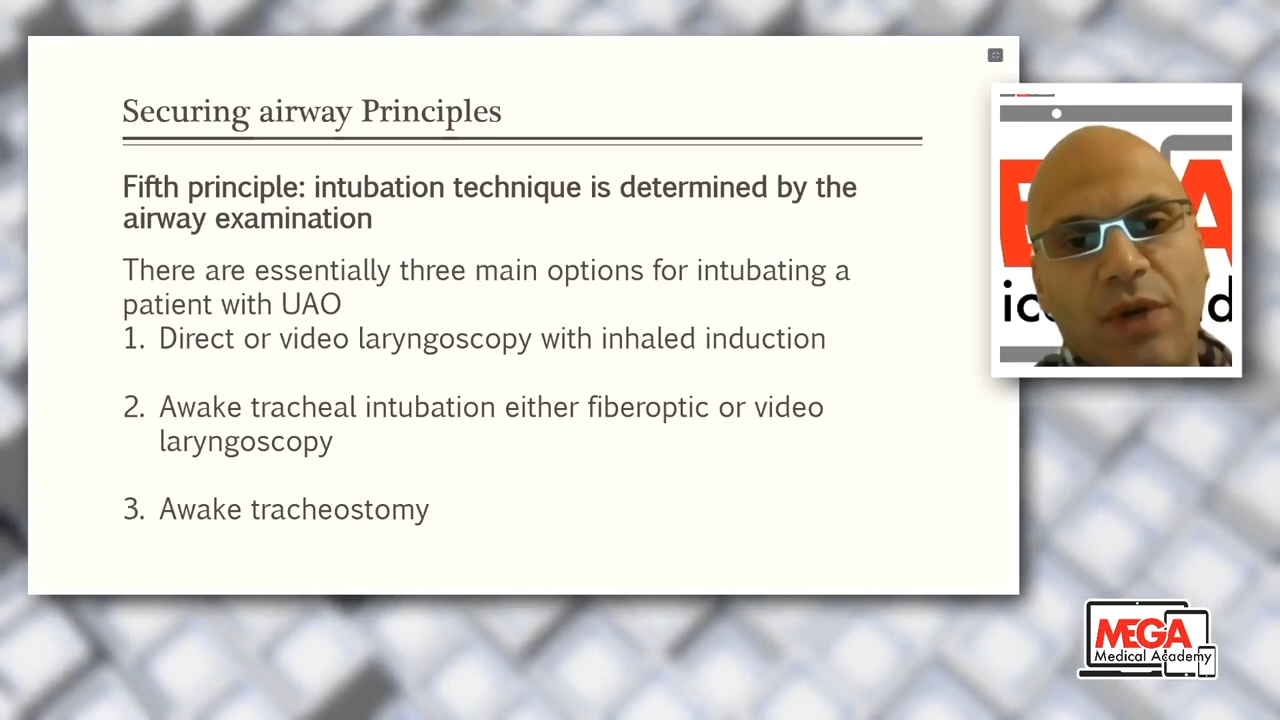 Securing airway Principles
Fifth principle: intubation technique is determined by the
airway examination
There are essentially three main options for intubating a
patient with UAO
1. Direct or video laryngoscopy with inhaled induction
2. Awake tracheal intubation either fiberoptic or video
laryngoscopy
3. Awake tracheostomy
MEGA
Medical Academy